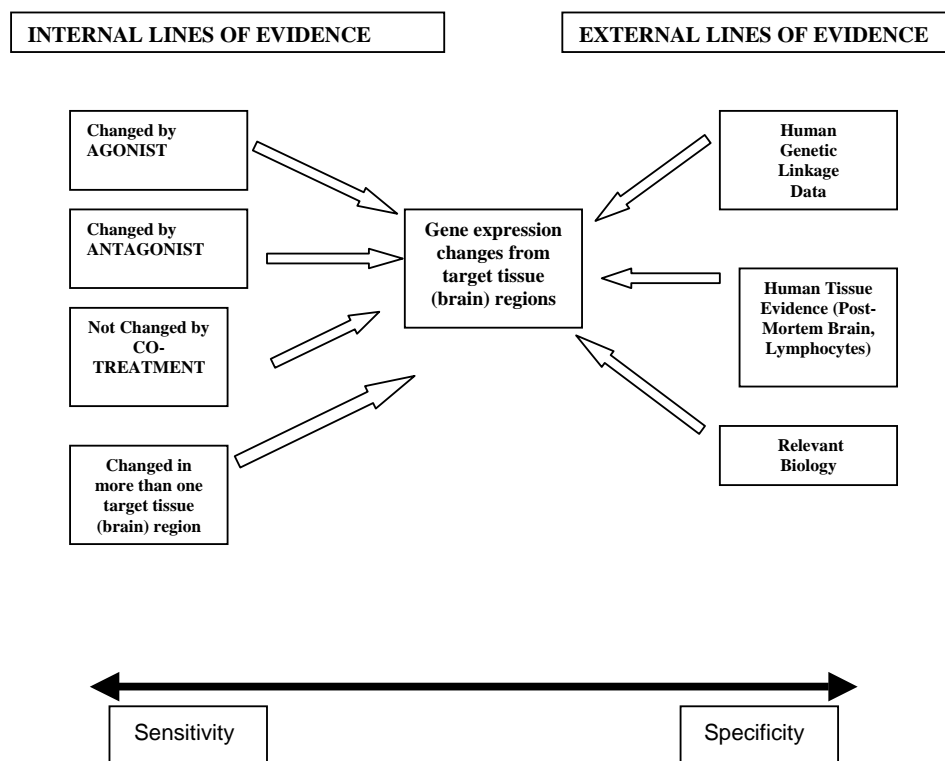 INTERNAL LINES OF EVIDENCE
EXTERNAL LINES OF EVIDENCE
Changed by
AGONIST
Changed by
ANTAGONIST
Not Changed by
CO-
TREATMENT
Changed in
more than one
target tissue
(brain) region
Gene expression
changes from
target tissue
(brain) regions
Human
Genetic
Linkage
Data
Human Tissue
Evidence (Post-
Mortem Brain,
Lymphocytes)
Relevant
Biology
Sensitivity
Specificity